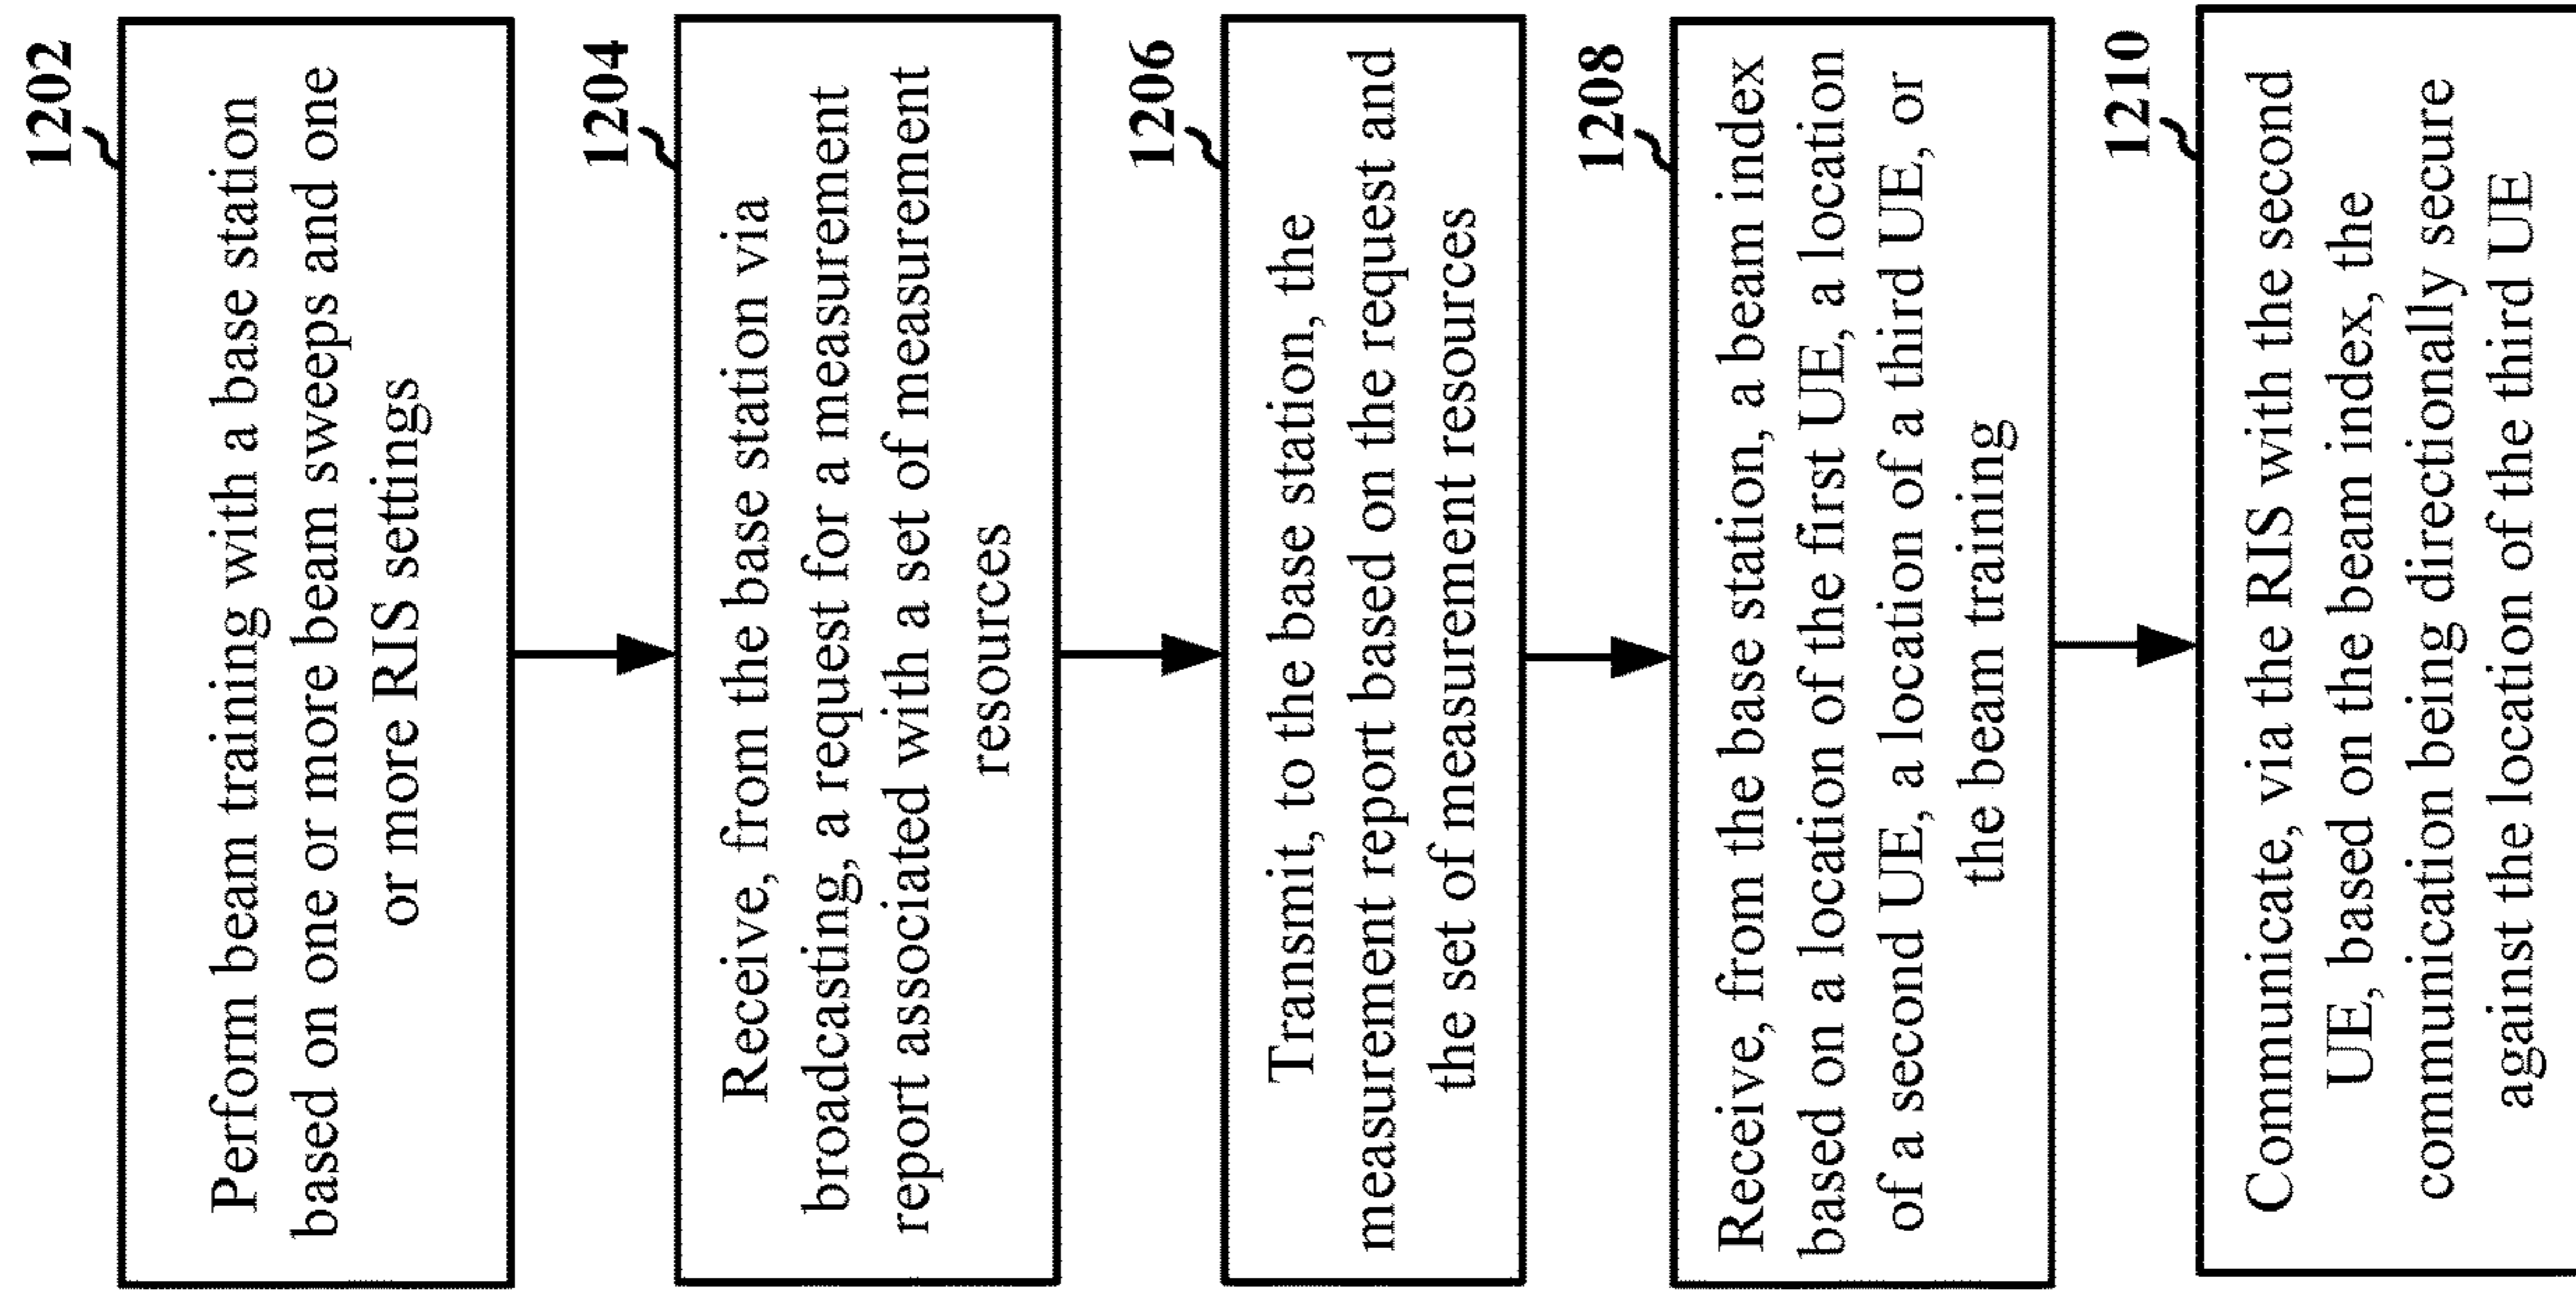 1202
Perform beam training with a base station
based on one or more beam sweeps and one
or more RIS settings
1204
Receive, from the base station via
broadcasting, a request for a measurement
report associated with a set of measurement
resources
1206
Transmit, to the base station, the
measurement report based on the request and
the set of measurement resources
1208
Receive, from the base station, a beam index
based on a location of the first UE, a location
of a second UE, a location of a third UE, or
the beam training
1210
Communicate, via the RIS with the second
UE, based on the beam index, the
communication being directionally secure
against the location of the third UE